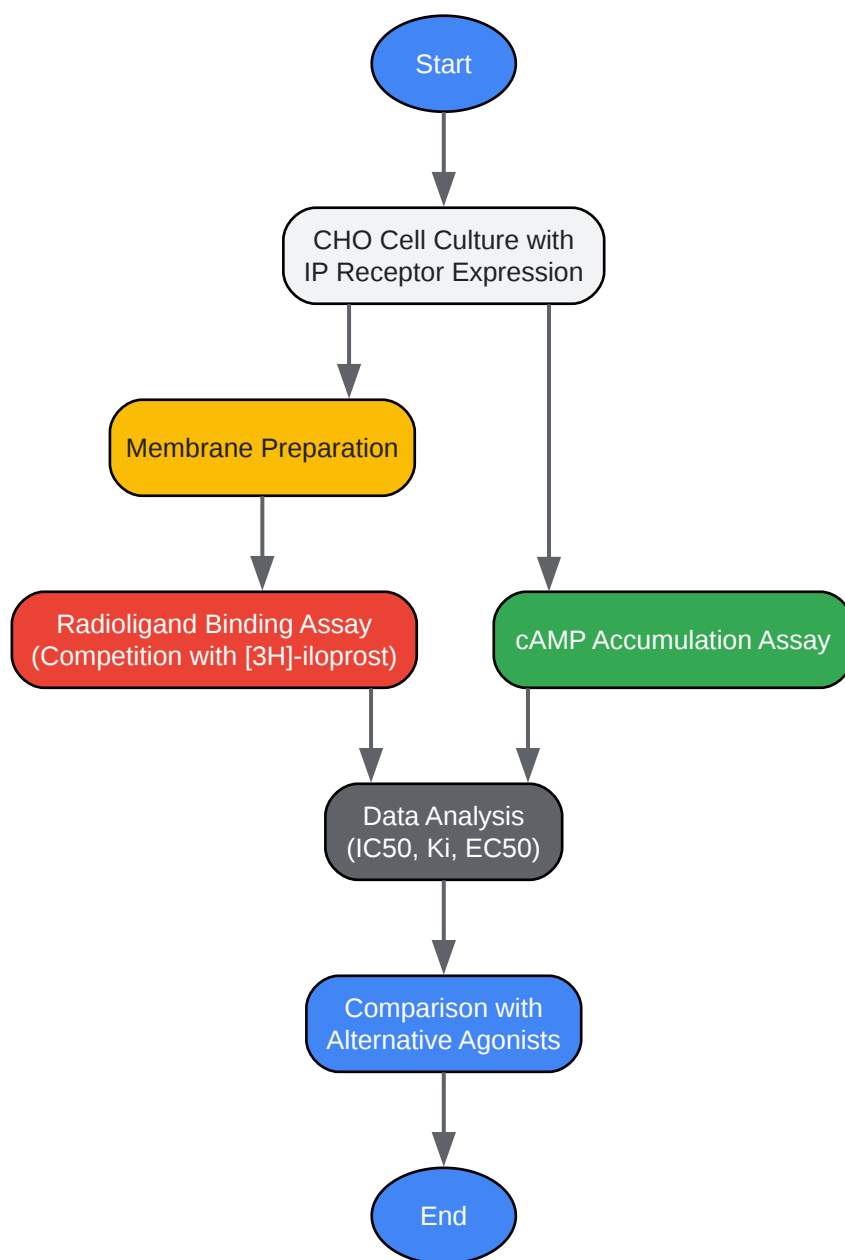 Start
CHO Cell Culture with
IP Receptor Expression
Membrane Preparation
Radioligand Binding Assay
(Competition with [3H]-iloprost)
cAMP Accumulation Assay
Data Analysis
(IC50, Ki, EC50)
Comparison with
Alternative Agonists
End